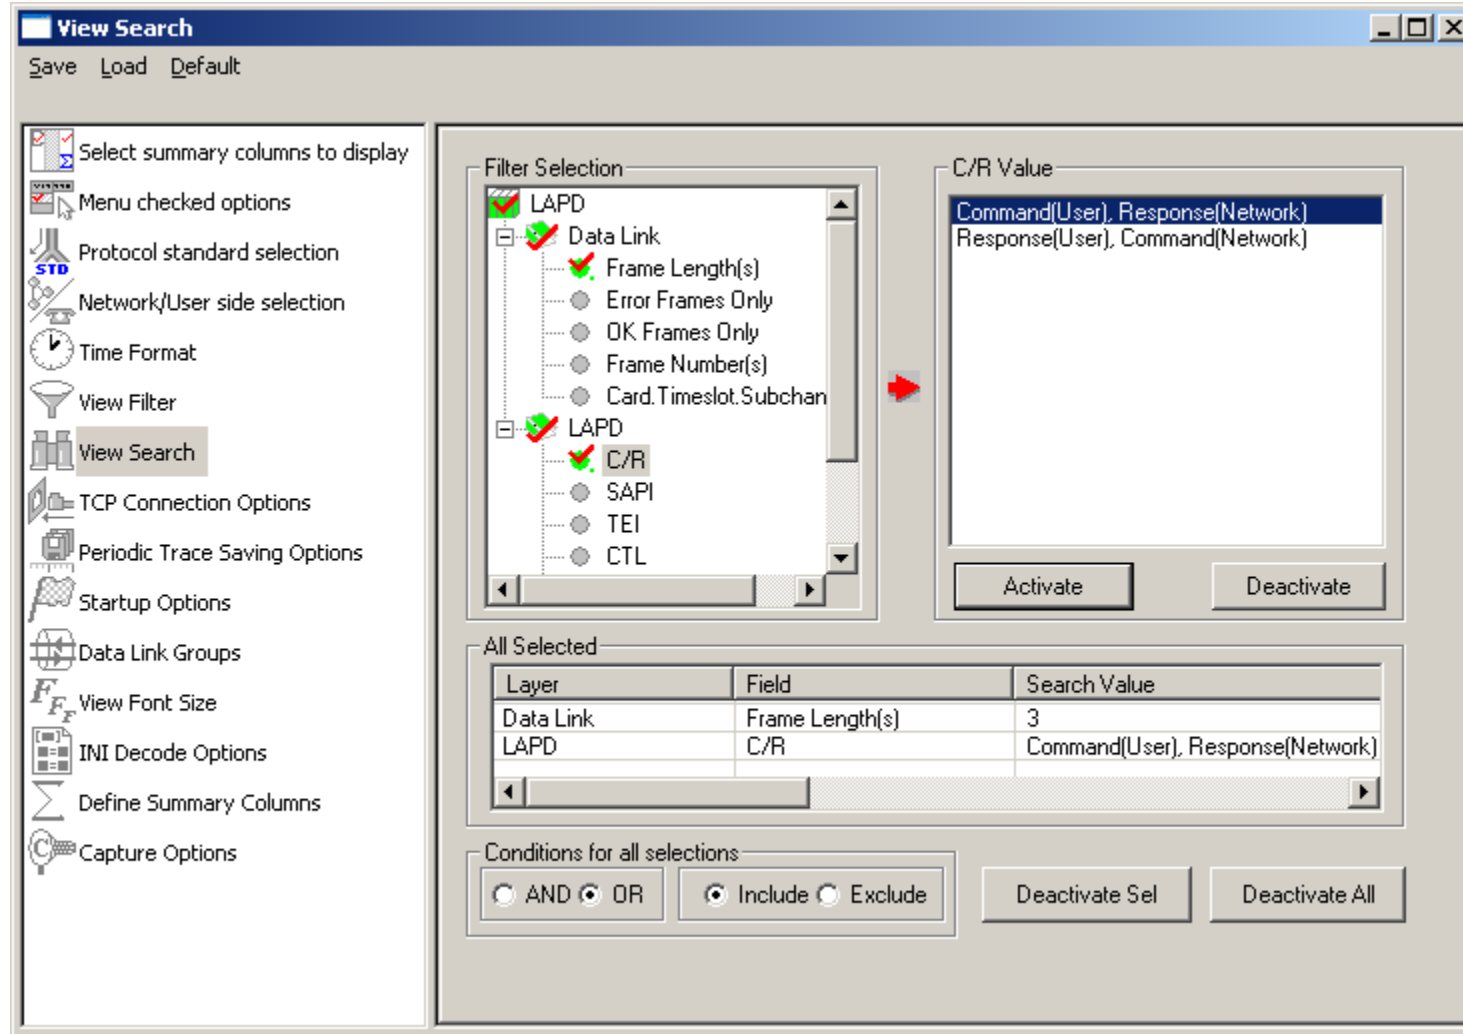 View Search
Save Load Default
Select summary columns to display
Menu checked options
STD Protocol standard selection
Network/User side selection
Time Format
View Filter
View Search
TCP Connection Options
Periodic Trace Saving Options
Startup Options
Data Link Groups
View Font Size
INI Decode Options
Define Summary Columns
Capture Options
Filter Selection
LAPD
Data Link
Frame Length(s)
Error Frames Only
OK Frames Only
Frame Number(s)
Card.Timeslot.Subchan
LAPD
C/R
SAPI
TEI
CTL
C/R Value
Command(User), Response(Network)
Response(User), Command(Network)
Activate Deactivate
All Selected
Layer Field Search Value
Data Link Frame Length(s) 3
LAPD C/R Command(User), Response(Network)
Conditions for all selections
AND OR Include Exclude
Deactivate Sel Deactivate All